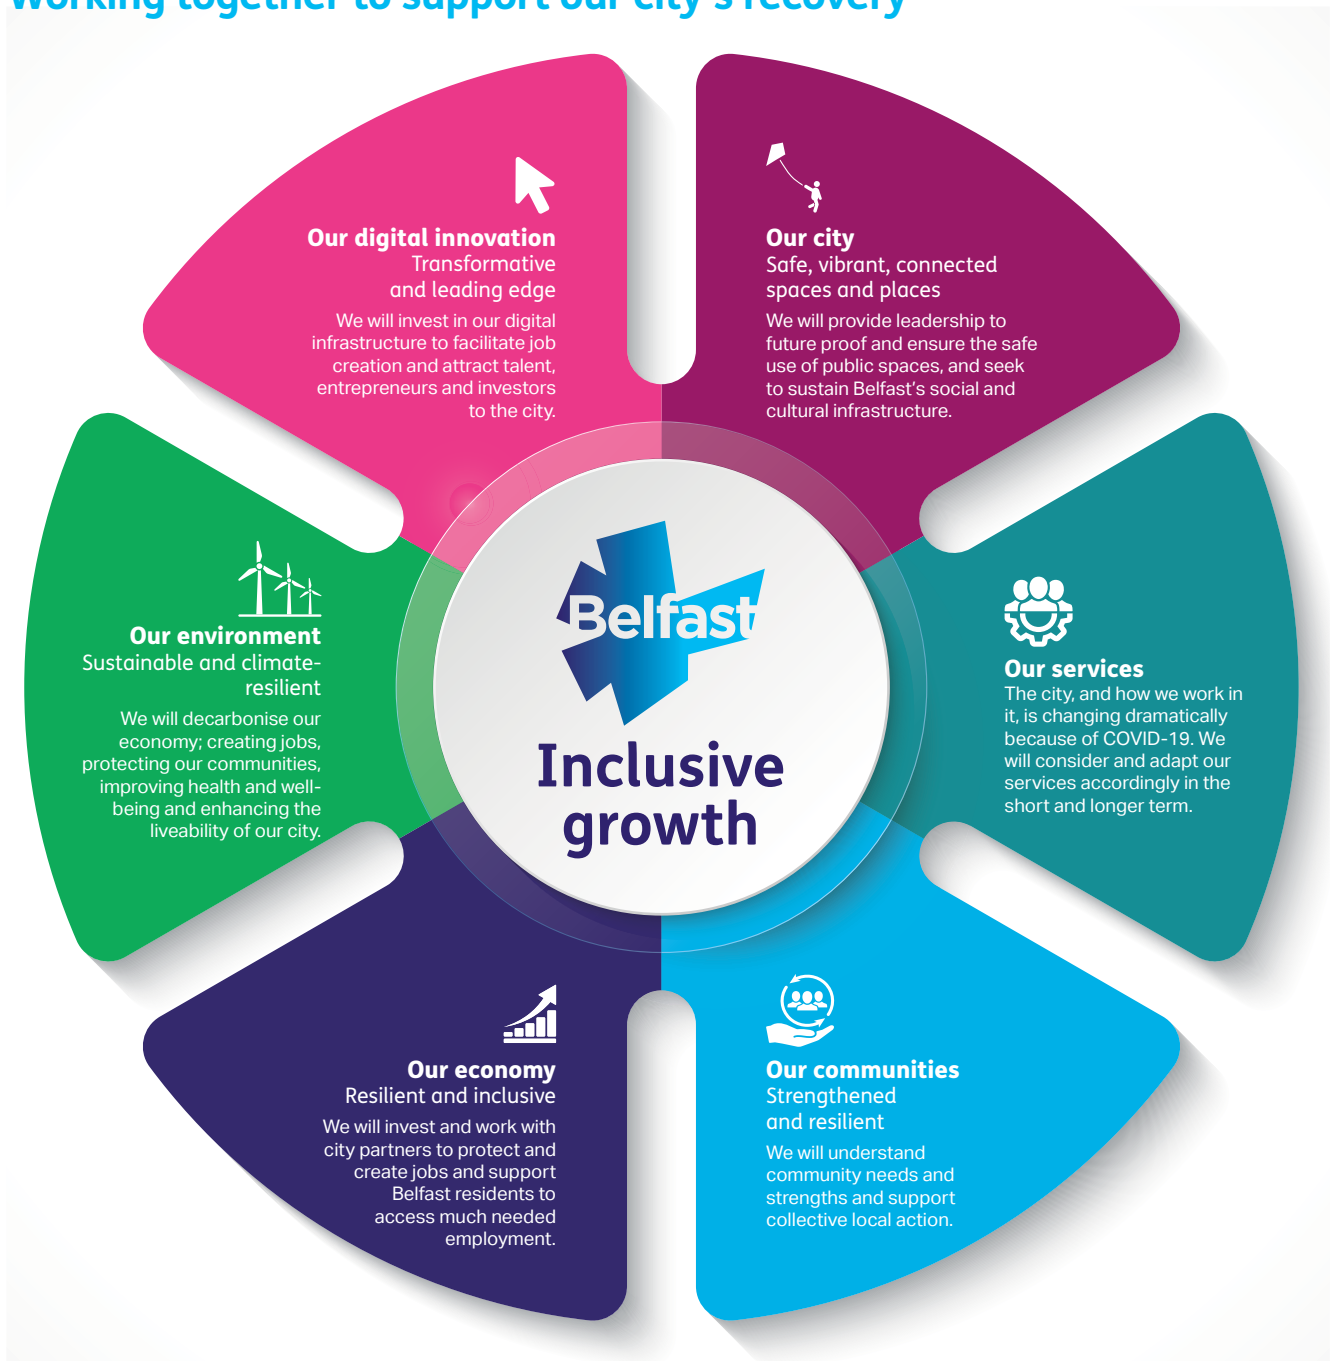 Working together to support our city's recovery
Our digital innovation
Transformative
and leading edge
We will invest in our digital
infrastructure to facilitate job
creation and attract talent,
entrepreneurs and investors
to the city.
Our city
Safe, vibrant, connected
spaces and places
We will provide leadership to
future proof and ensure the safe
use of public spaces, and seek
to sustain Belfast's social and
cultural infrastructure.
Our environment
Sustainable and climate-
resilient
We will decarbonise our
economy; creating jobs,
protecting our communities,
improving health and well-
being and enhancing the
liveability of our city.
Belfast
Inclusive
growth
Our services
The city, and how we work in
it, is changing dramatically
because of COVID-19. We
will consider and adapt our
services accordingly in the
short and longer term.
Our economy
Resilient and inclusive
We will invest and work with
city partners to protect and
create jobs and support
Belfast residents to
access much needed
employment.
Our communities
Strengthened
and resilient
We will understand
community needs and
strengths and support
collective local action.